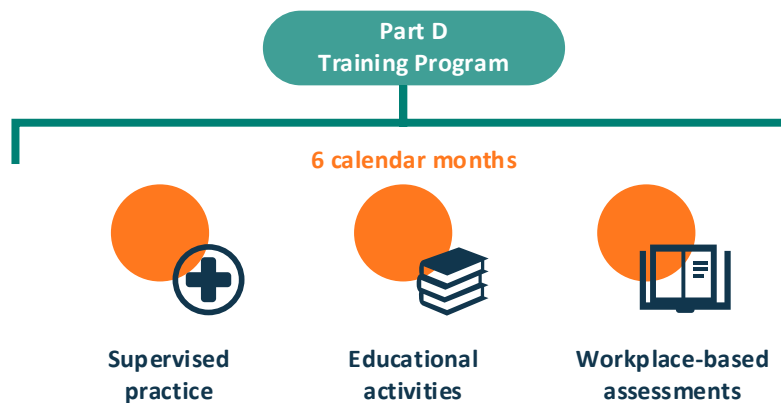 Part D
Training Program
6 calendar months
Supervised
practice
Educational
activities
Workplace-based
assessments